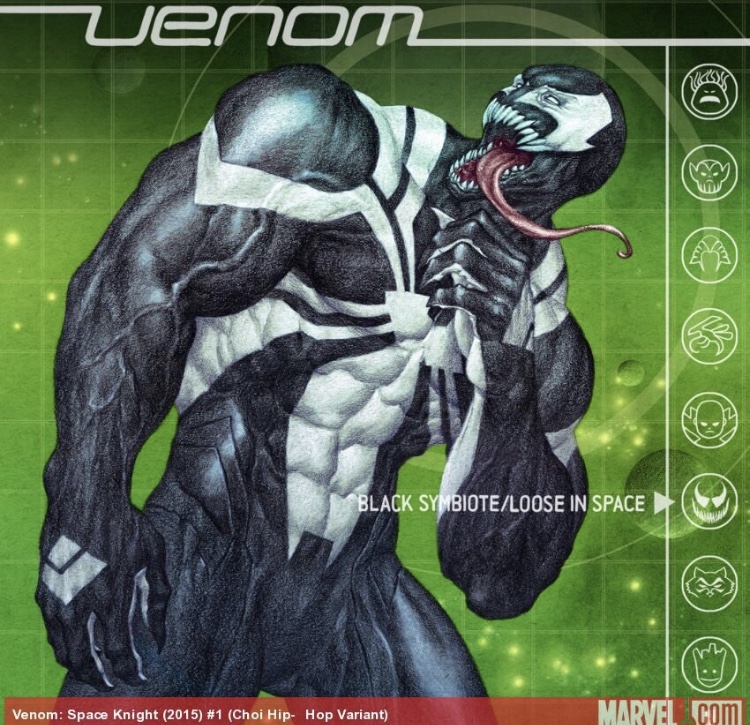 venom
BLACK SYMBIOTE/LOOSE IN SPACE
Venom: Space Knight (2015) #1 (Choi Hip- Hop Variant)
MARVEL.com